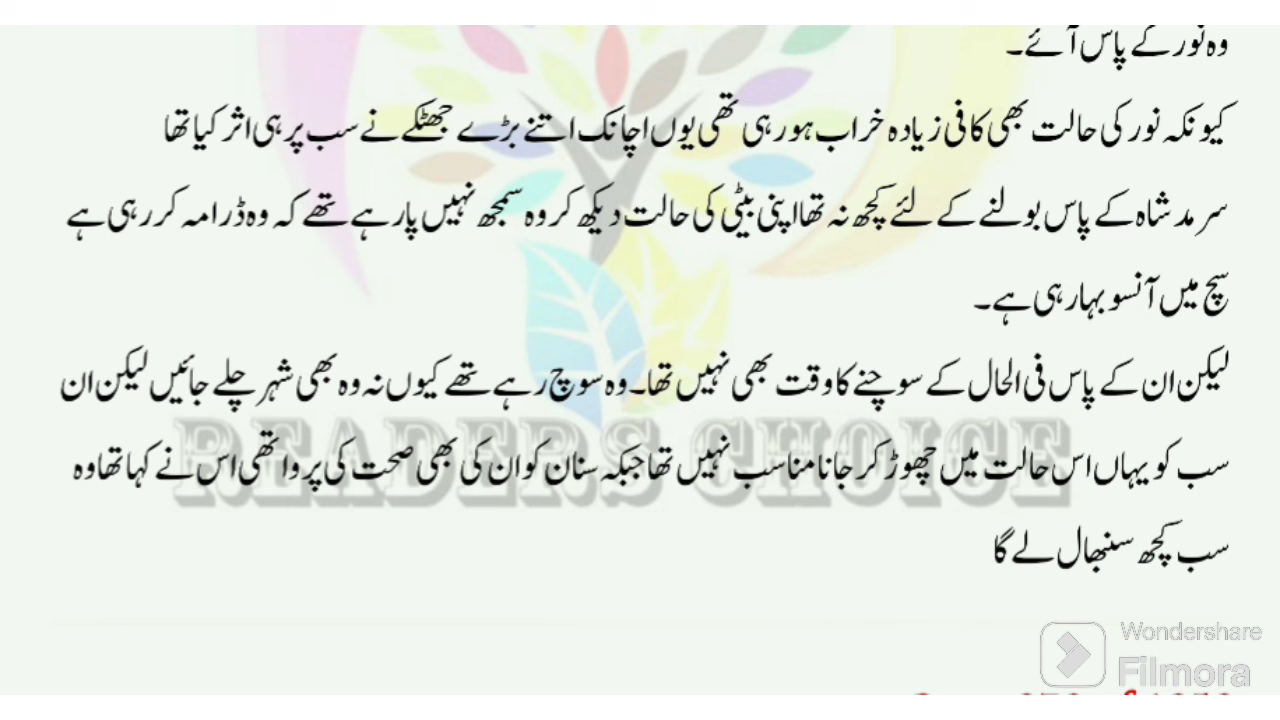 وہ نور کے پاس آئے۔
کیونکہ نور کی حالت بھی کافی زیادہ خراب ہو رہی تھی یوں اچانک اتنے بڑے جھٹکے نے سب پر ہی اثر کیا تھا
سرمد شاہ کے پاس بولنے کے لئے کچھ نہ تھا اپنی بیٹی کی حالت دیکھ کر وہ سمجھ نہیں پا رہے تھے کہ وہ ڈرامہ کر رہی ہے
سچ میں آنسو بہا رہی ہے۔
لیکن ان کے پاس فی الحال کے سوچنے کا وقت بھی نہیں تھا۔ وہ سوچ رہے تھے کیوں نہ وہ بھی شہر چلے جائیں لیکن ان
سب کو یہاں اس حالت میں چھوڑ کر جانا مناسب نہیں تھا جبکہ سنان کو ان کی بھی صحت کی پروا تھی اس نے کہا تھا وہ
سب کچھ سنبھال لے گا
READERS CHOICE
Wondershare
Filmora